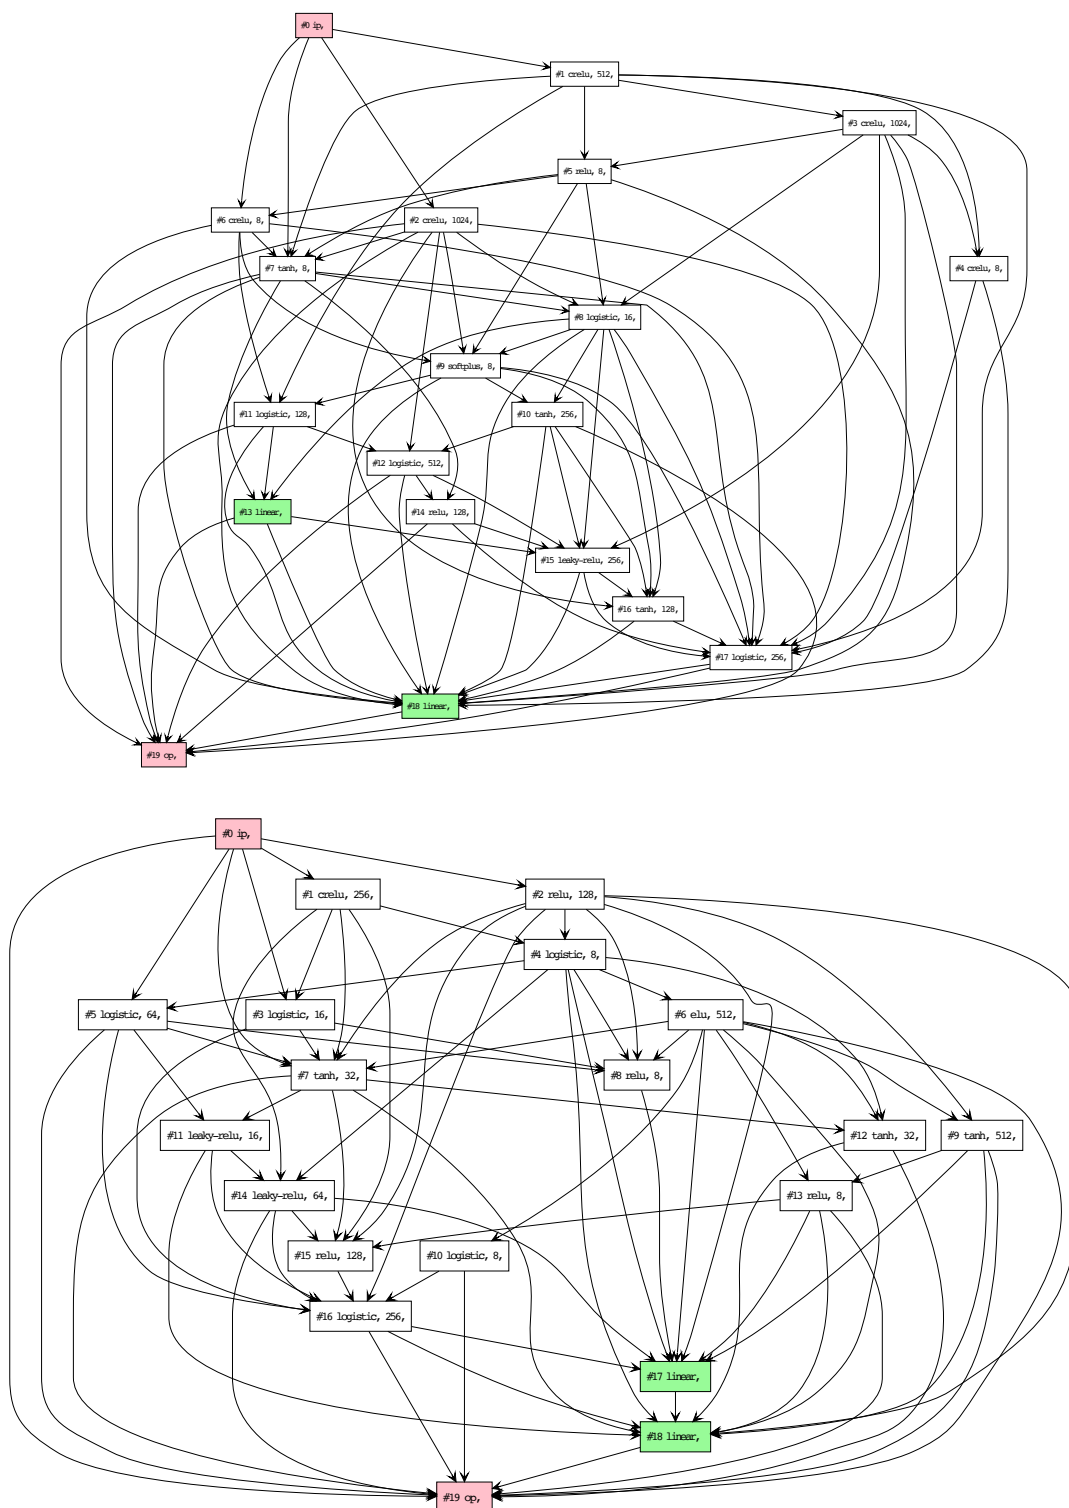 #0 ip,
#1 crelu, 512,
#3 crelu, 1024,
#5 relu, 8,
#6 crelu, 8,
#2 crelu, 1024,
#7 tanh, 8,
#4 crelu, 8,
#8 logistic, 16,
#9 softplus, 8,
#11 logistic, 128,
#10 tanh, 256,
#12 logistic, 512,
#13 linear,
#14 relu, 128,
#15 leaky-relu, 256,
#16 tanh, 128,
#17 logistic, 256,
#18 linear,
#19 op,
#0 ip,
#1 crelu, 256,
#2 relu, 128,
#4 logistic, 8,
#5 logistic, 64,
#3 logistic, 16,
#6 elu, 512,
#7 tanh, 32,
#8 relu, 8,
#11 leaky-relu, 16,
#12 tanh, 32,
#9 tanh, 512,
#14 leaky-relu, 64,
#13 relu, 8,
#15 relu, 128,
#10 logistic, 8,
#16 logistic, 256,
#17 linear,
#18 linear,
#19 op,